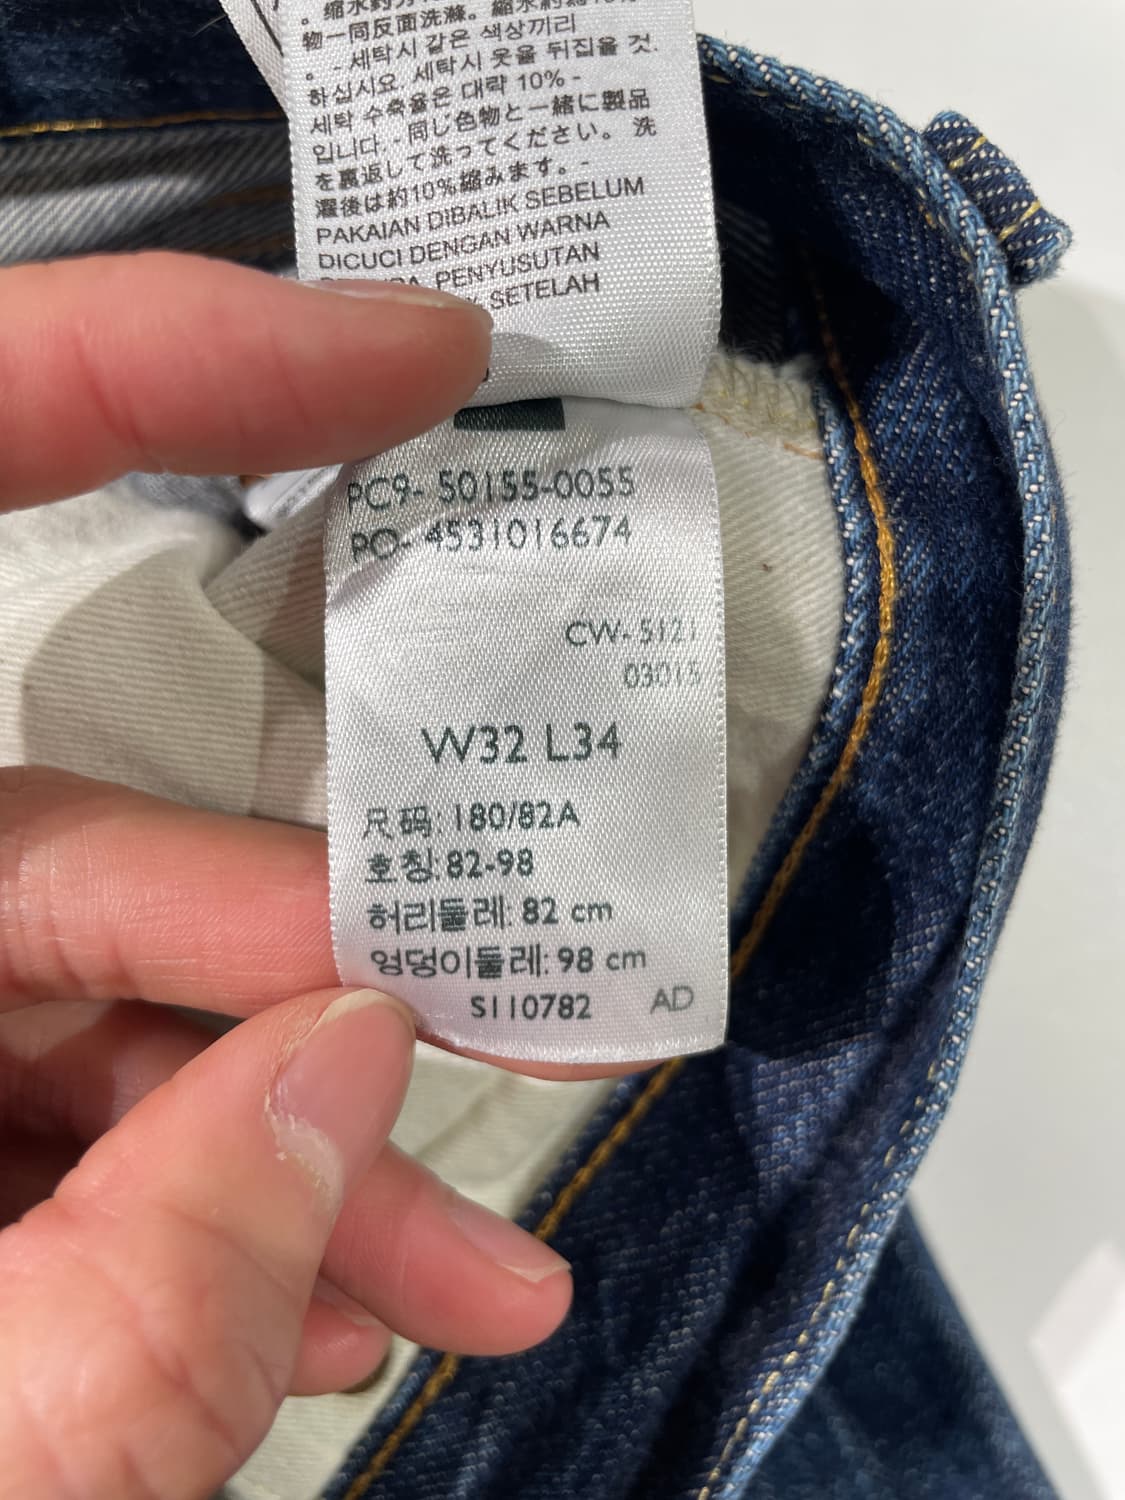 物一同反面洗滌。縮水約為10%
。- 세탁시 같은 색상끼리
하십시요. 세탁시 옷을 뒤집을 것.
세탁 수축율은 대략 10% -
입니다. - 同じ色物と一緒に製品
を裏返して洗ってください。 洗
濯後は約10%縮みます。 -
PAKAIAN DIBALIK SEBELUM
DICUCI DENGAN WARNA
PENYUSUTAN
SETELAH
PC9- 50155-0055
PO- 4531016674
CW- 5121
03015
W32 L34
尺码: 180/82A
호칭: 82-98
허리둘레: 82 cm
엉덩이둘레: 98 cm
S110782 AD